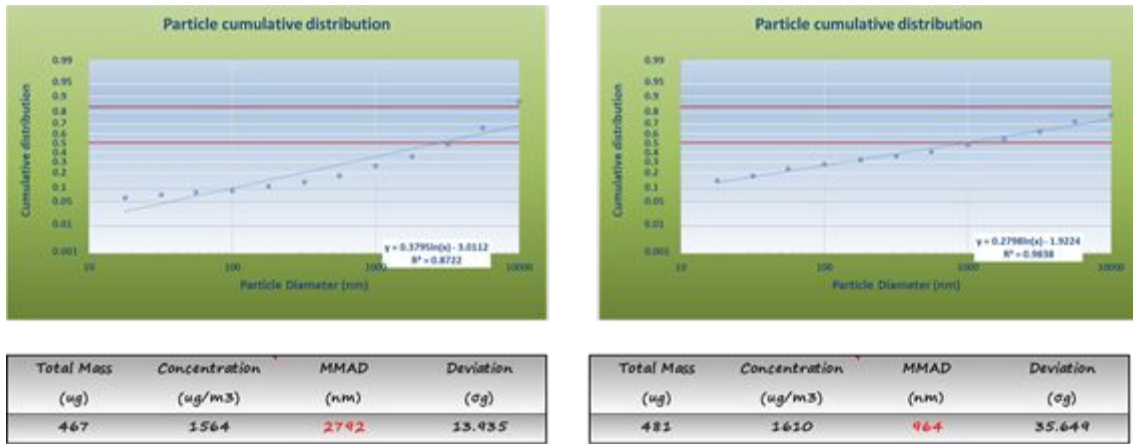 Particle cumulative distribution
0.99
0.95
0.9
0.8
0.7
0.6
0.5
0.4
0.3
0.2
0.1
0.05
0.01
0.001
Cumulative distribution
10 100 1000 10000
y = 0.3795ln(x) - 3.0112
R² = 0.8722
Particle Diameter (nm)
Total Mass Concentration MMAD Deviation
(ug) (ug/m3) (nm) (σg)
467 1564 2792 13.935
Particle cumulative distribution
0.99
0.95
0.9
0.8
0.7
0.6
0.5
0.4
0.3
0.2
0.1
0.05
0.01
0.001
Cumulative distribution
10 100 1000 10000
y = 0.2798ln(x) - 1.9224
R² = 0.9838
Particle Diameter (nm)
Total Mass Concentration MMAD Deviation
(ug) (ug/m3) (nm) (σg)
481 1610 964 35.649